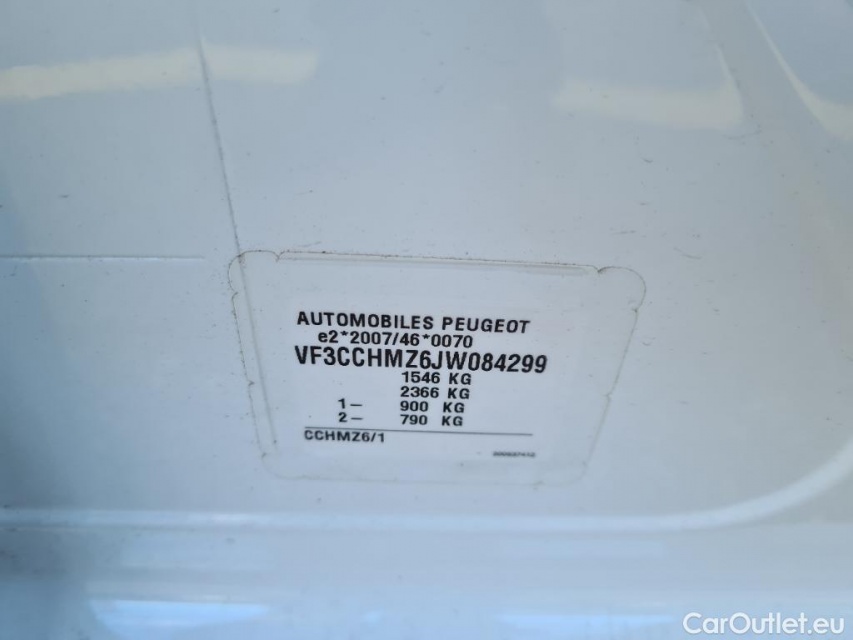 AUTOMOBILES PEUGEOT
e2*2007/46*0070
VF3CCHMZ6JW084299
1546 KG
2366 KG
1— 900 KG
2— 790 KG
CCHMZ6/1
CarOutlet.eu